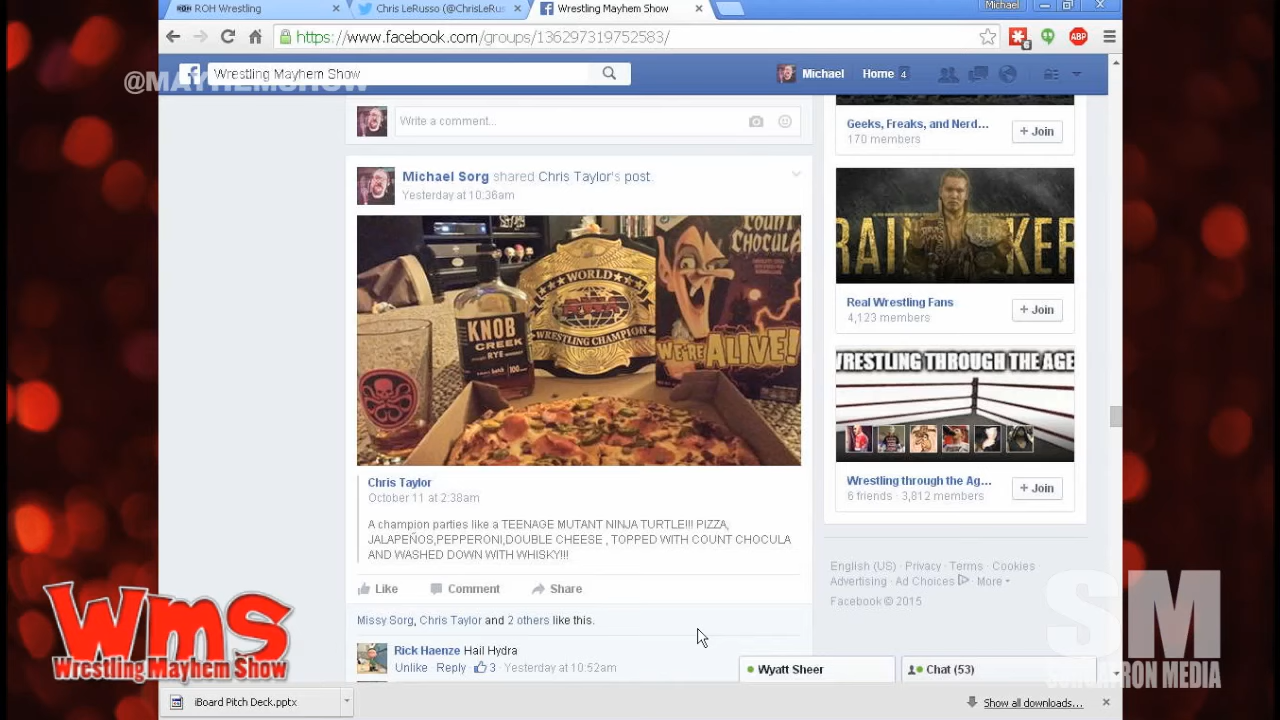 ROH Wrestling
Chris LeRusso (@ChrisLeRus
Wrestling Mayhem Show
Michael
https://www.facebook.com/groups/136297319752583/
6
ABP
@MAYHEMSHOW
Wrestling Mayhem Show
Michael
Home 4
Write a comment...
Michael Sorg shared Chris Taylor's post.
Yesterday at 10:36am
COUNT
CHOCULA
WE'RE ALIVE!
WORLD
WRESTLING CHAMPION
KNOB
CREEK
RYE
100
Chris Taylor
October 11 at 2:38am
A champion parties like a TEENAGE MUTANT NINJA TURTLE!!! PIZZA,
JALAPEÑOS,PEPPERONI,DOUBLE CHEESE , TOPPED WITH COUNT CHOCULA
AND WASHED DOWN WITH WHISKY!!!
Like Comment Share
Missy Sorg, Chris Taylor and 2 others like this.
Rick Haenze Hail Hydra
Unlike Reply 3 · Yesterday at 10:52am
Geeks, Freaks, and Nerd...
170 members
+ Join
Real Wrestling Fans
4,123 members
+ Join
WRESTLING THROUGH THE AGE
Wrestling through the Ag...
6 friends · 3,812 members
+ Join
English (US) · Privacy · Terms · Cookies
Advertising · Ad Choices · More
Facebook © 2015
Wyatt Sheer
Chat (53)
wms
Wrestling Mayhem Show
SM
SORGATRON MEDIA
iBoard Pitch Deck.pptx
Show all downloads...